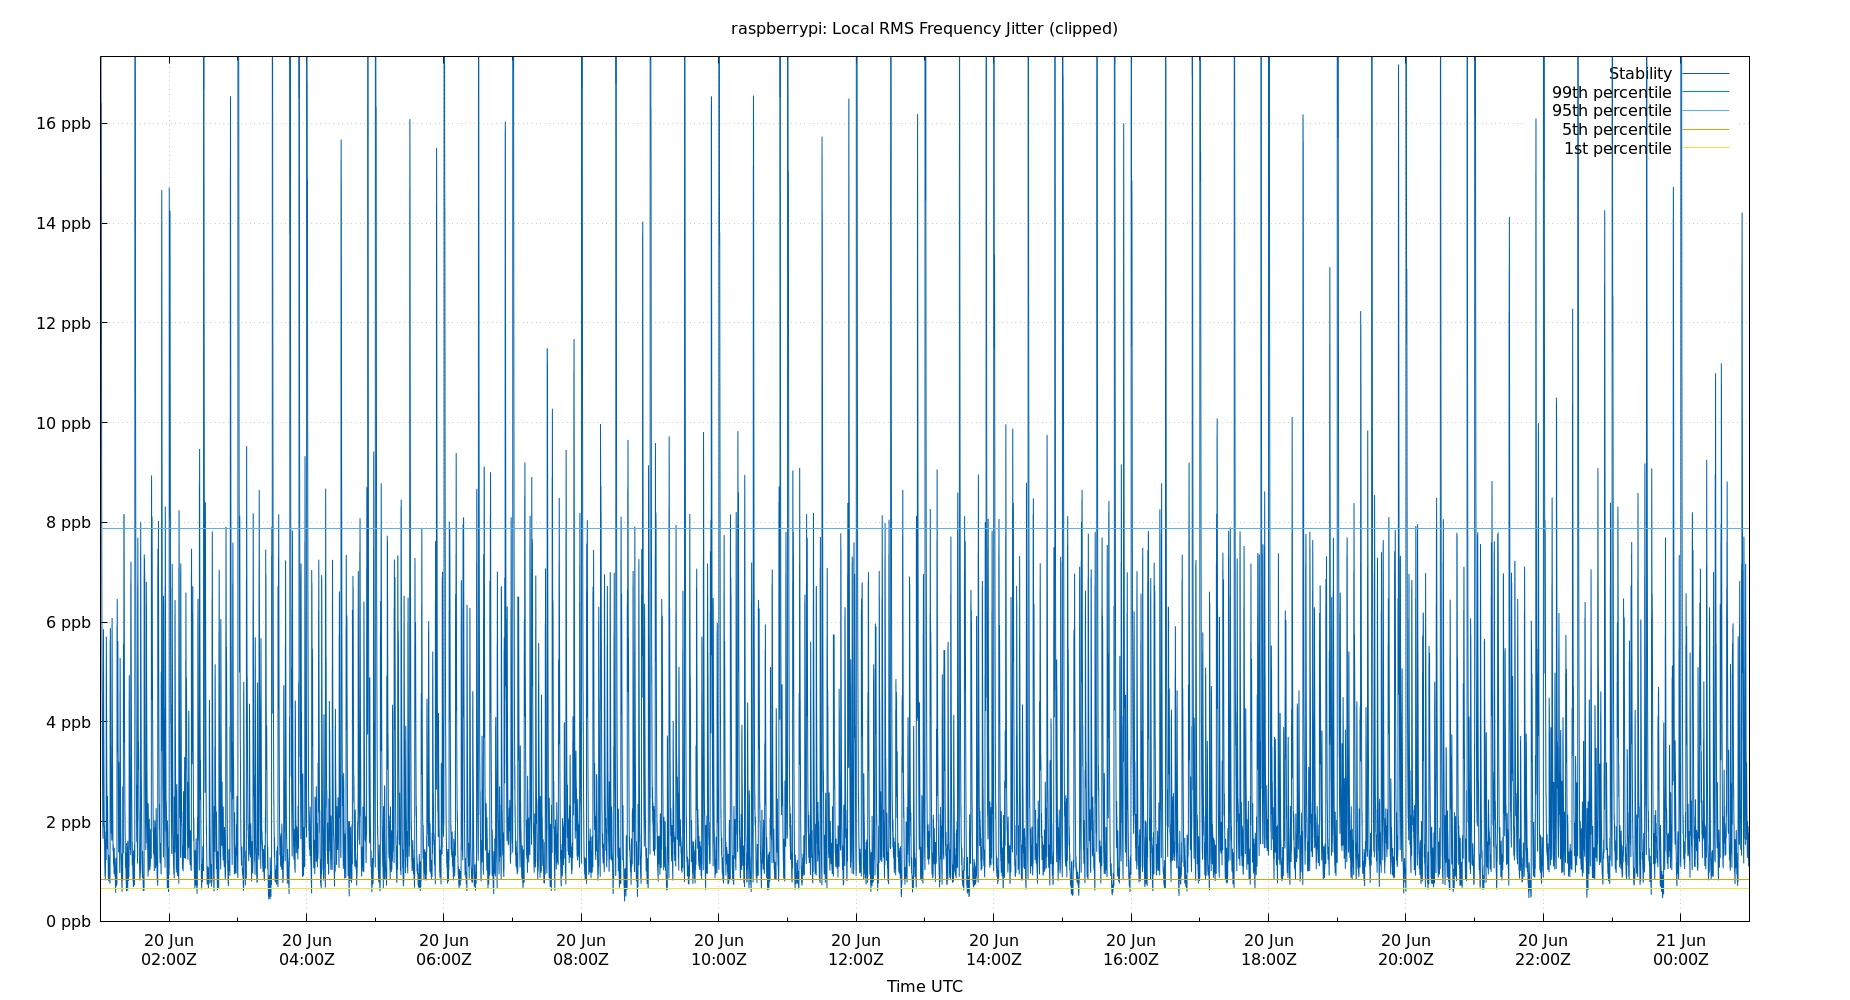 raspberrypi: Local RMS Frequency Jitter (clipped)
Stability
99th percentile
95th percentile
5th percentile
1st percentile
16 ppb
14 ppb
12 ppb
10 ppb
8 ppb
6 ppb
4 ppb
2 ppb
0 ppb
20 Jun 20 Jun 20 Jun 20 Jun 20 Jun 20 Jun 20 Jun 20 Jun 20 Jun 20 Jun 20 Jun 21 Jun
02:00Z 04:00Z 06:00Z 08:00Z 10:00Z 12:00Z 14:00Z 16:00Z 18:00Z 20:00Z 22:00Z 00:00Z
Time UTC